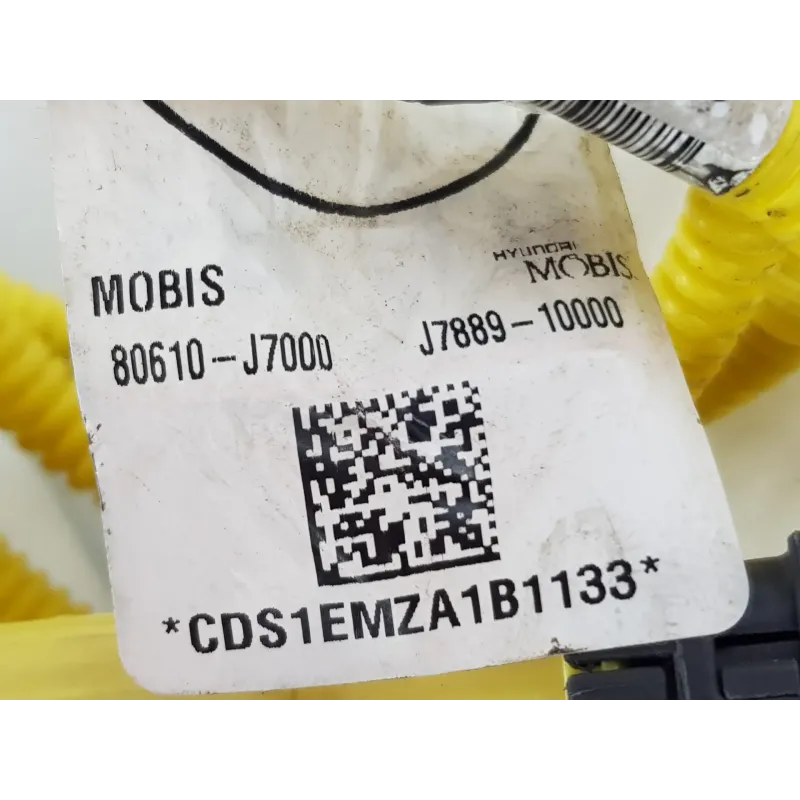 HYUNDAI
MOBIS MOBIS
80610-J7000 J7889-10000
*CDS1EMZA1B1133*